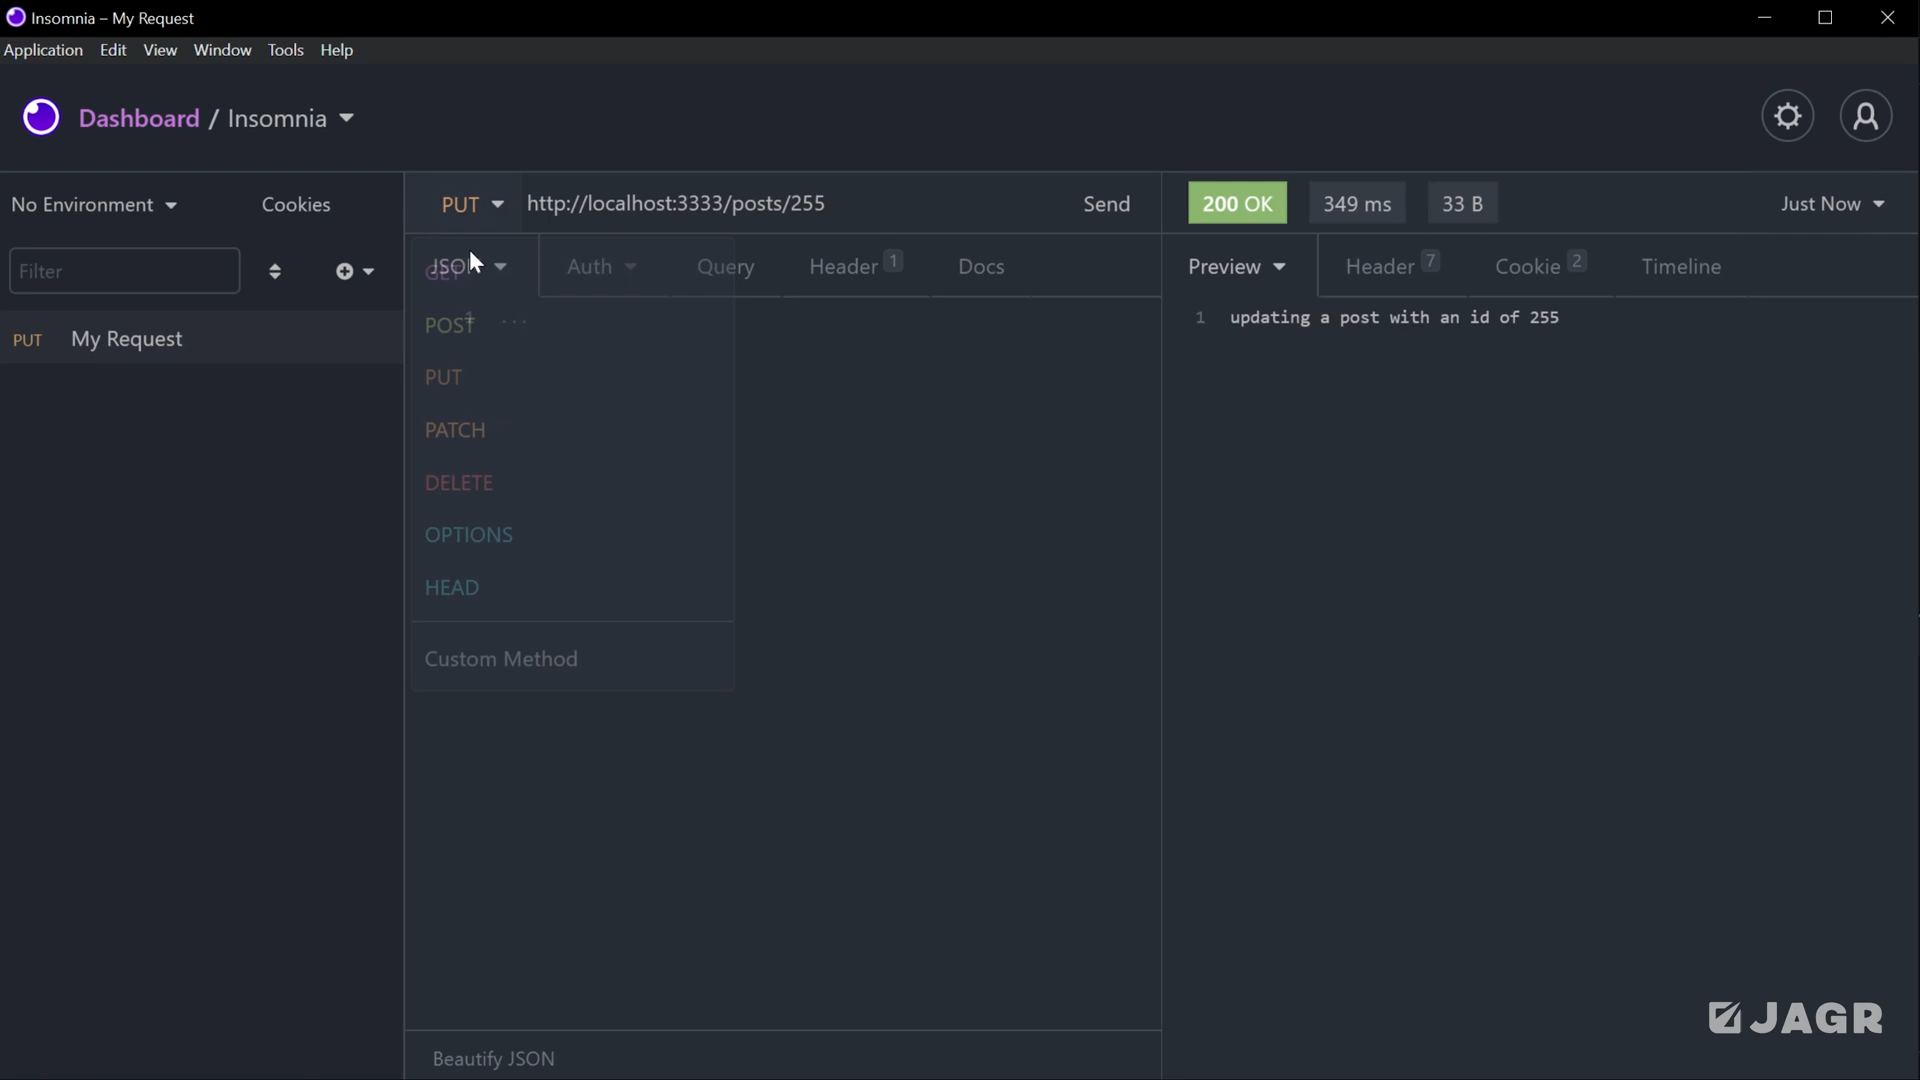 Insomnia – My Request
Application Edit View Window Tools Help
Dashboard / Insomnia
No Environment Cookies
PUT http://localhost:3333/posts/255 Send
200 OK 349 ms 33 B Just Now
Filter
JSON Auth Query Header 1 Docs
GET
Preview Header 7 Cookie 2 Timeline
1 updating a post with an id of 255
PUT My Request
1 ...
POST
PUT
PATCH
DELETE
OPTIONS
HEAD
Custom Method
Beautify JSON
JAGR